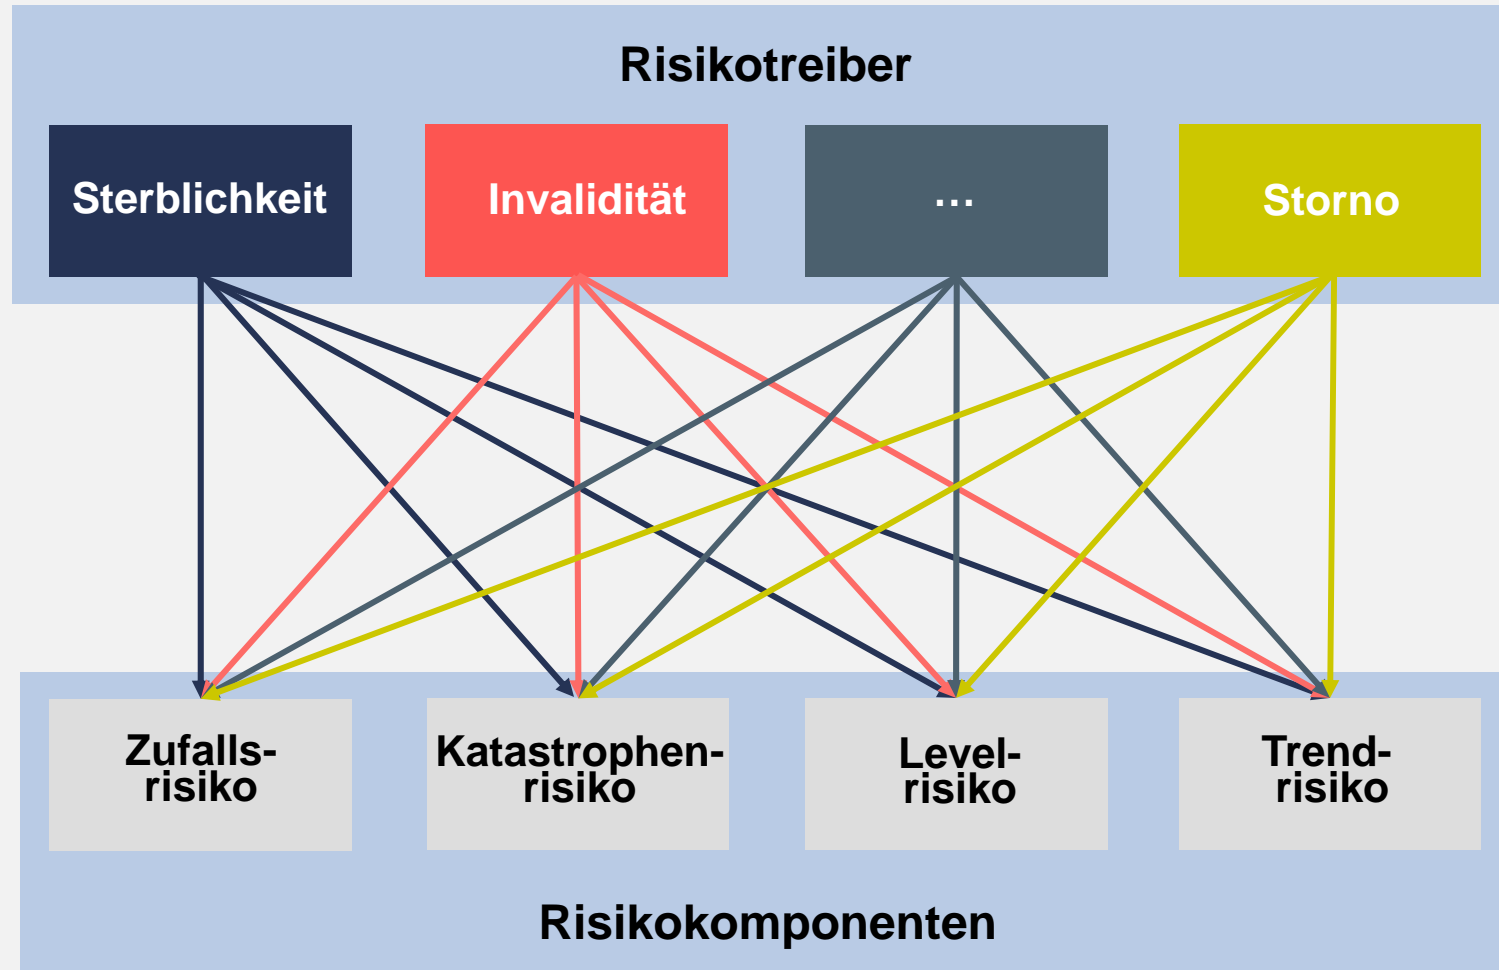 Risikotreiber
Sterblichkeit
Invalidität
...
Storno
Zufalls-
risiko
Katastrophen-
risiko
Level-
risiko
Trend-
risiko
Risikokomponenten